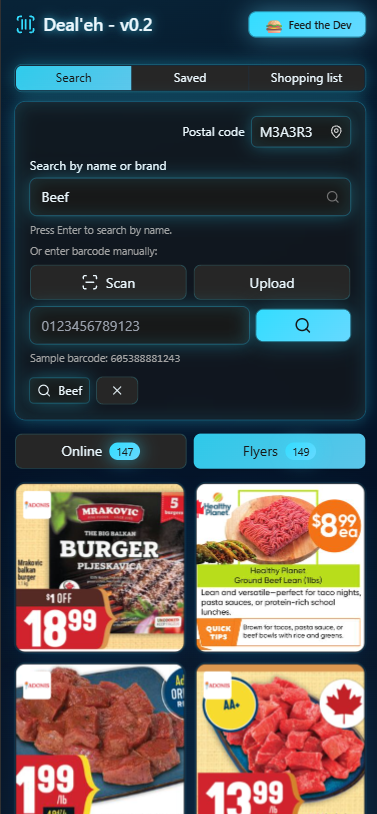 Deal'eh - v0.2
Feed the Dev
Search
Saved
Shopping list
Postal code
M3A3R3
Search by name or brand
Beef
Press Enter to search by name.
Or enter barcode manually:
Scan
Upload
0123456789123
Sample barcode: 605388881243
Beef
Online 147
Flyers 149
ADONIS
MRAKOVIC
5
Burgers
THE BIG BALKAN
BURGER
PLJESKAVICA
Mrakovic
balkan
burger
$1 OFF
18.99
Healthy
Planet
$8.99
ea
Healthy Planet
Ground Beef Lean (1lbs)
Lean and versatile—perfect for taco nights,
pasta sauces, or protein-rich school
lunches.
QUICK
TIPS
Brown for tacos, pasta sauce, or
beef bowls with rice and greens.
ADONIS
1.99
/lb
ADONIS
AA+
13.99
/lb